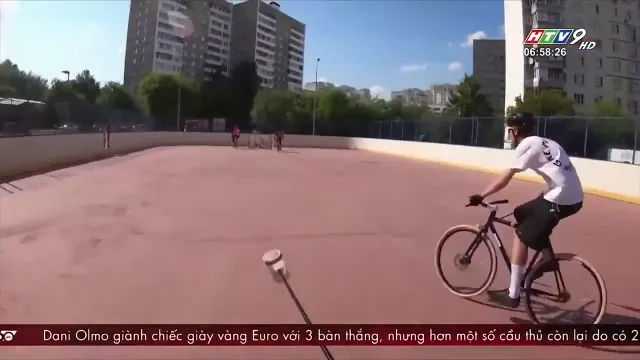 HTV9 HD
06:58:26
Dani Olmo giành chiếc giày vàng Euro với 3 bàn thắng, nhưng hơn một số cầu thủ còn lại do có 2